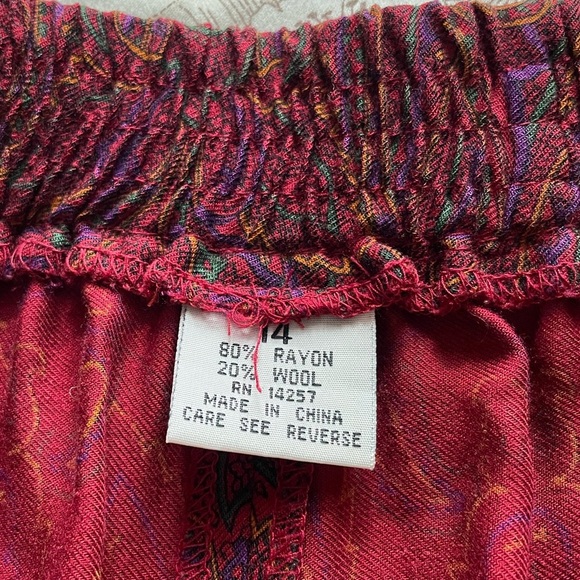 14
80% RAYON
20% WOOL
RN 14257
MADE IN CHINA
CARE SEE REVERSE